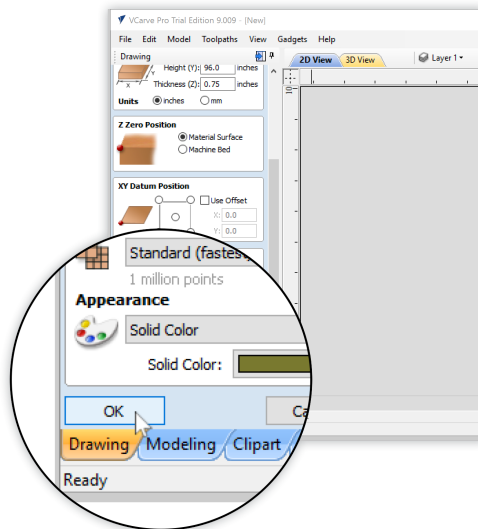 VCarve Pro Trial Edition 9.009 - [New]
File Edit Model Toolpaths View Gadgets Help
Drawing
2D View 3D View Layer 1
Height (Y): 96.0 inches
Thickness (Z): 0.75 inches
Units inches mm
Z Zero Position
Material Surface
Machine Bed
XY Datum Position
Use Offset
X: 0.0
Y: 0.0
Standard (fastest
1 million points
Appearance
Solid Color
Solid Color:
OK Ca
Drawing Modeling Clipart
Ready